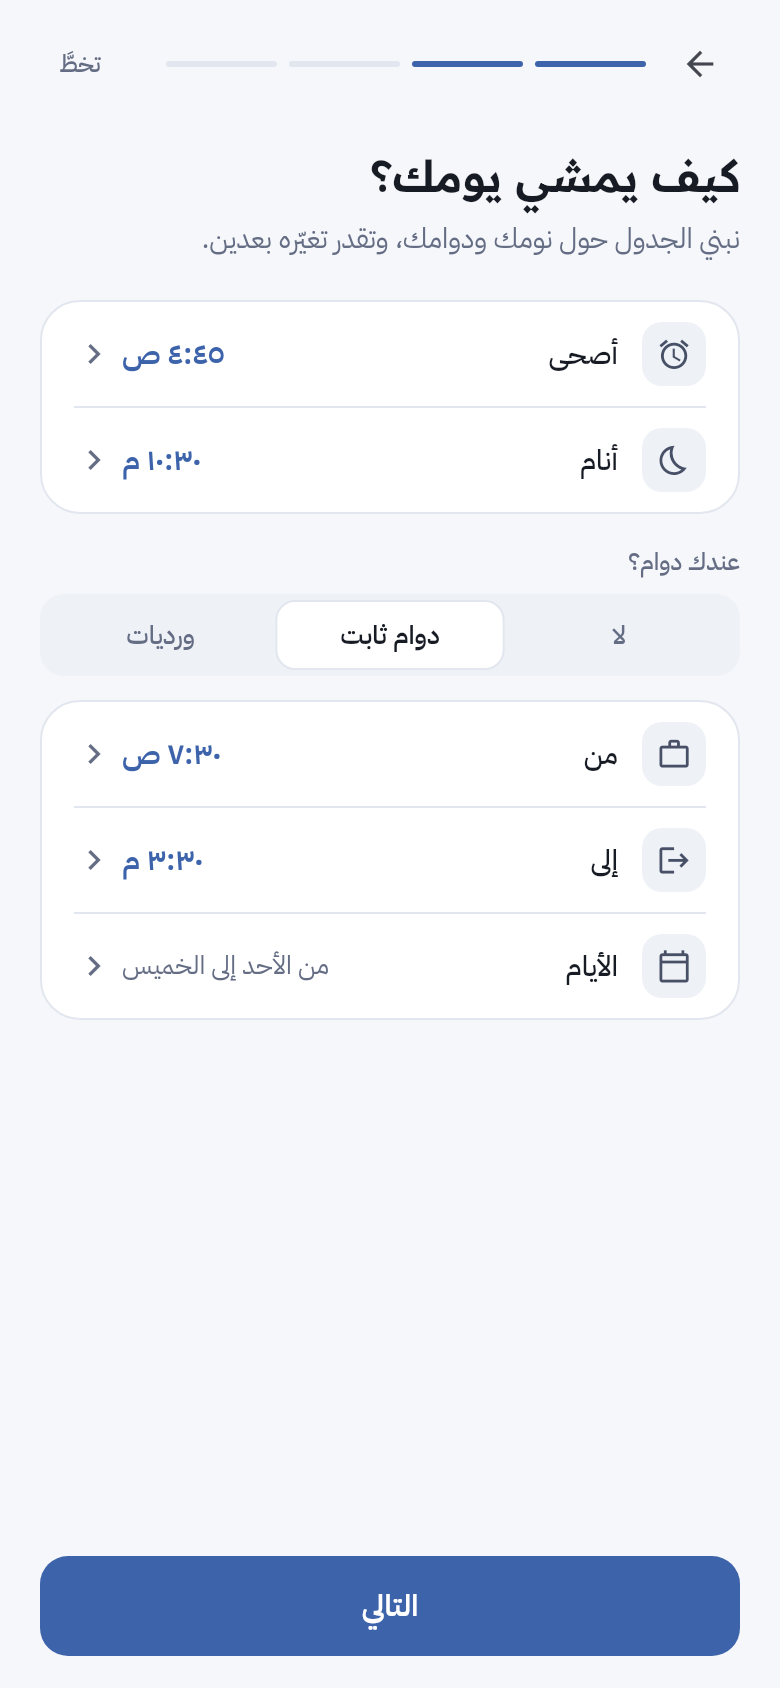 تخطَّ
كيف يمشي يومك؟
نبني الجدول حول نومك ودوامك، وتقدر تغيّره بعدين.
أصحى ٤:٤٥ ص
أنام ١٠:٣٠ م
عندك دوام؟
لا دوام ثابت ورديات
من ٧:٣٠ ص
إلى ٣:٣٠ م
الأيام من الأحد إلى الخميس
التالي